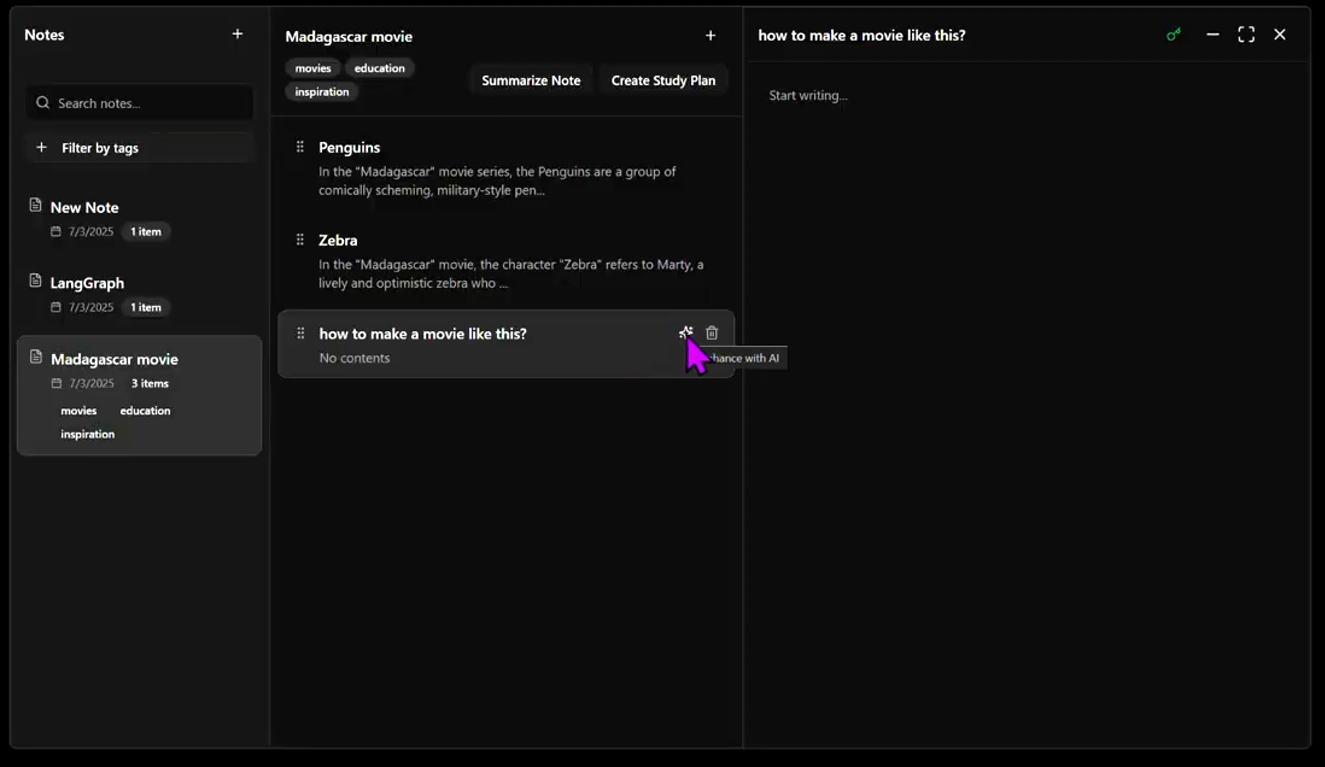 Notes
+
Search notes...
+ Filter by tags
New Note
7/3/2025 1 item
LangGraph
7/3/2025 1 item
Madagascar movie
7/3/2025 3 items
movies education
inspiration
Madagascar movie
+
movies education
inspiration
Summarize Note Create Study Plan
Penguins
In the "Madagascar" movie series, the Penguins are a group of
comically scheming, military-style pen...
Zebra
In the "Madagascar" movie, the character "Zebra" refers to Marty, a
lively and optimistic zebra who ...
how to make a movie like this?
No contents
with AI
how to make a movie like this?
Start writing...